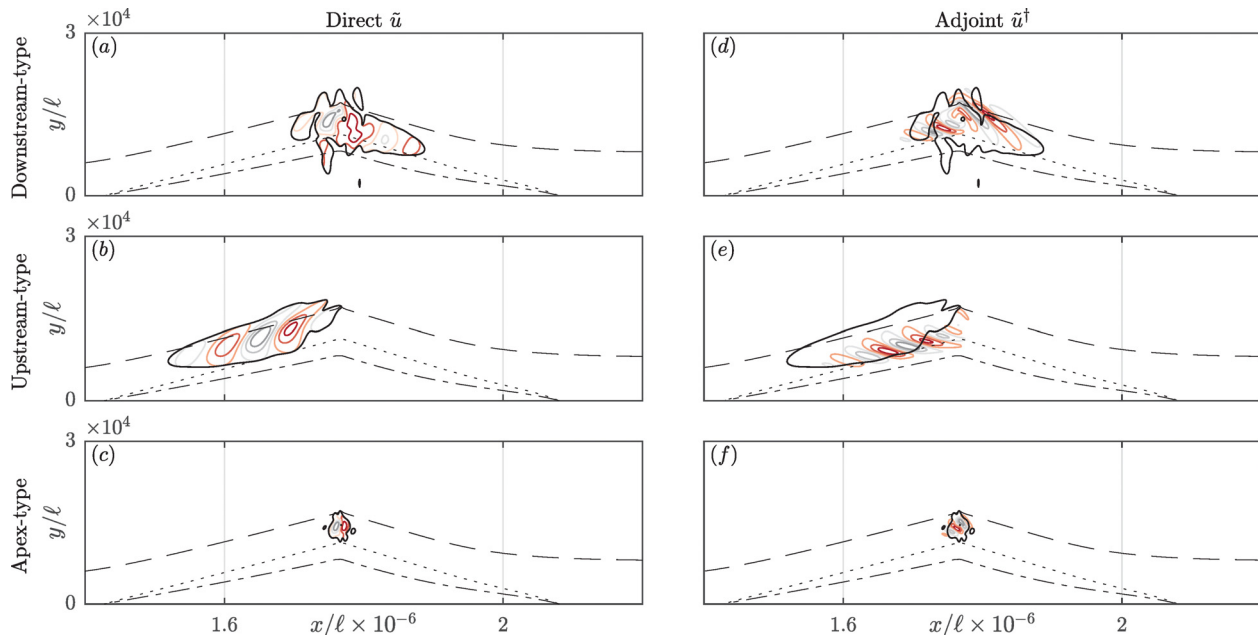 Direct ũ
Adjoint ũ†
Downstream-type
×10⁴
3
y/ℓ
0
(a)
(d)
Upstream-type
×10⁴
3
y/ℓ
0
(b)
(e)
Apex-type
×10⁴
3
y/ℓ
0
(c)
(f)
1.6
x/ℓ × 10⁻⁶
2
1.6
x/ℓ × 10⁻⁶
2